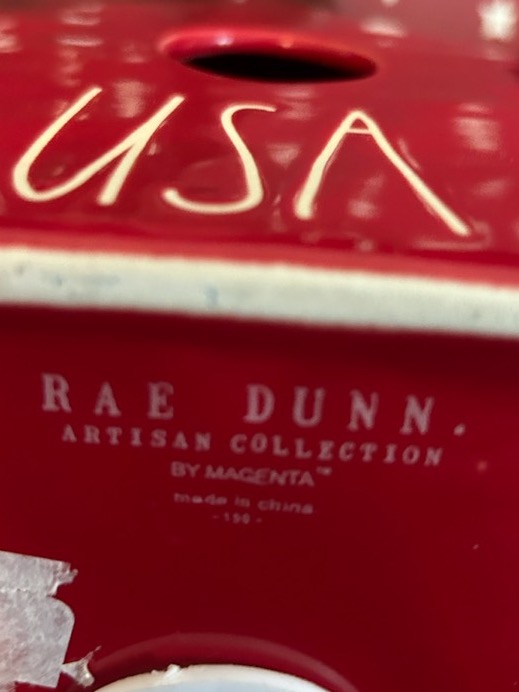 USA
RAE DUNN.
ARTISAN COLLECTION
BY MAGENTA™
made in china